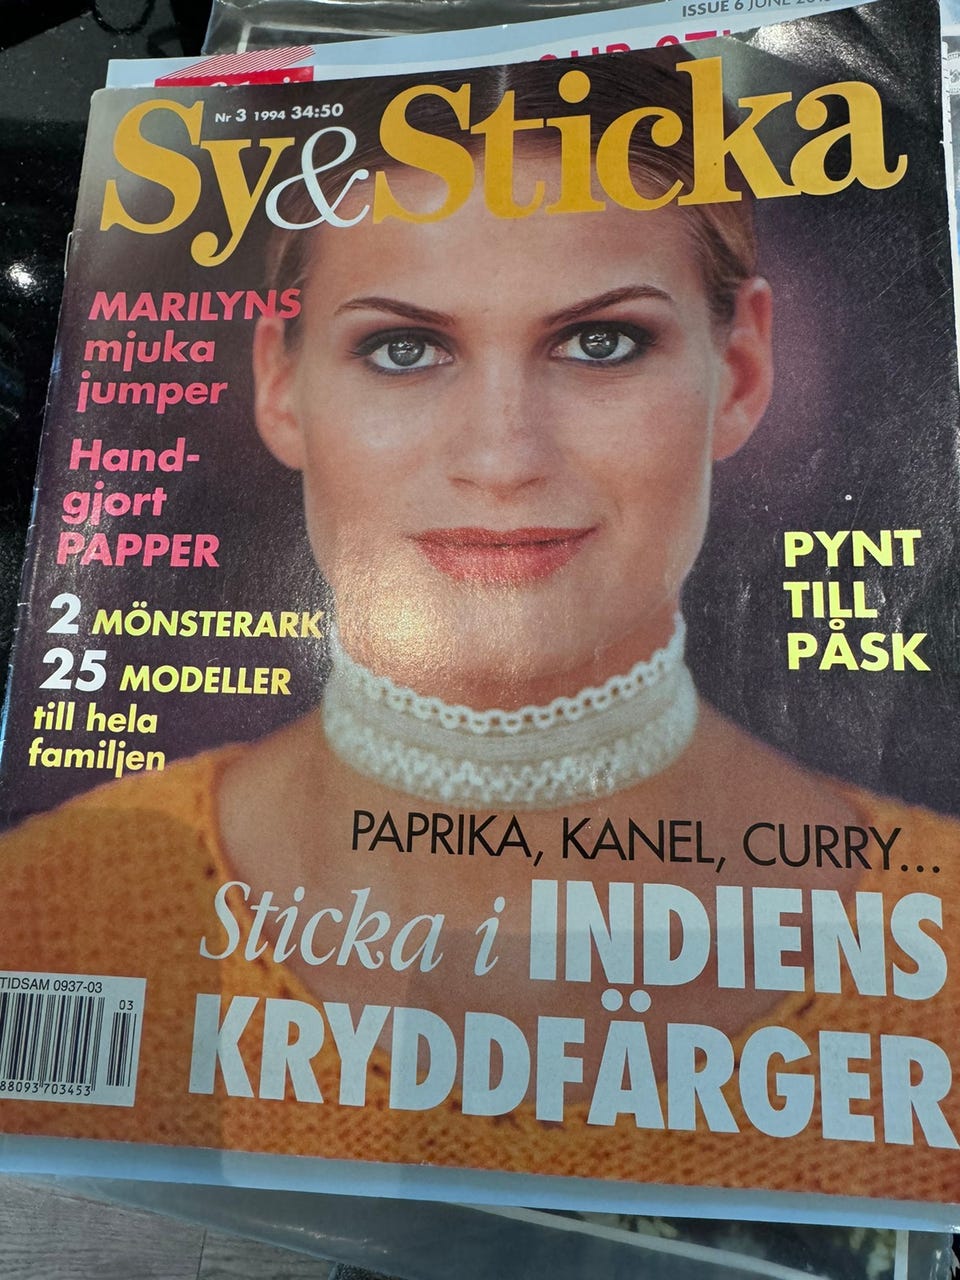 ISSUE 6 JUNE
Nr 3 1994 34:50
Sy&Sticka
MARILYNS
mjuka
jumper
Hand-
gjort
PAPPER
2 MÖNSTERARK
25 MODELLER
till hela
familjen
PYNT
TILL
PÅSK
PAPRIKA, KANEL, CURRY...
Sticka i INDIENS
KRYDDFÄRGER
TIDSAM 0937-03
03
88093 703453